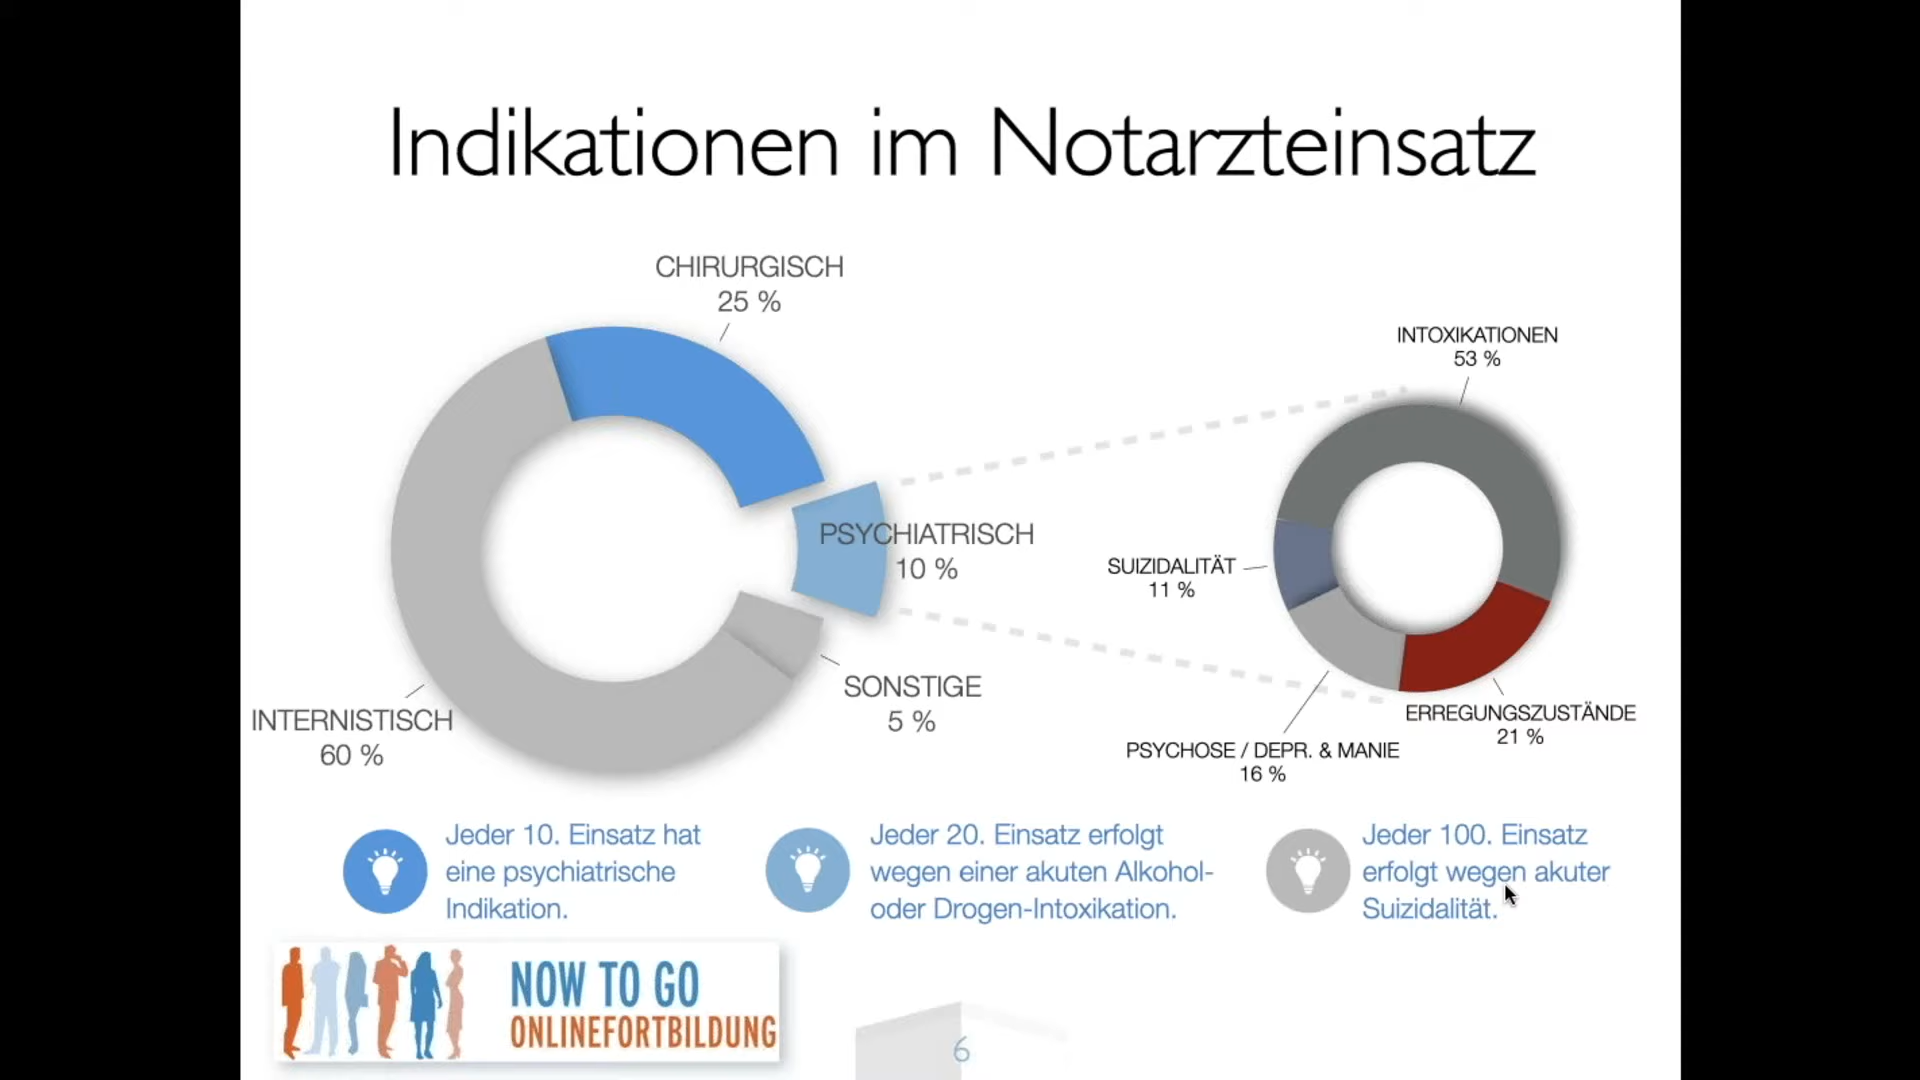 Indikationen im Notarzteinsatz
CHIRURGISCH
25 %
PSYCHIATRISCH
10 %
SONSTIGE
5 %
INTERNISTISCH
60 %
INTOXIKATIONEN
53 %
SUIZIDALITÄT
11 %
ERREGUNGSZUSTÄNDE
21 %
PSYCHOSE / DEPR. & MANIE
16 %
Jeder 10. Einsatz hat
eine psychiatrische
Indikation.
Jeder 20. Einsatz erfolgt
wegen einer akuten Alkohol-
oder Drogen-Intoxikation.
Jeder 100. Einsatz
erfolgt wegen akuter
Suizidalität.
NOW TO GO
ONLINEFORTBILDUNG
6